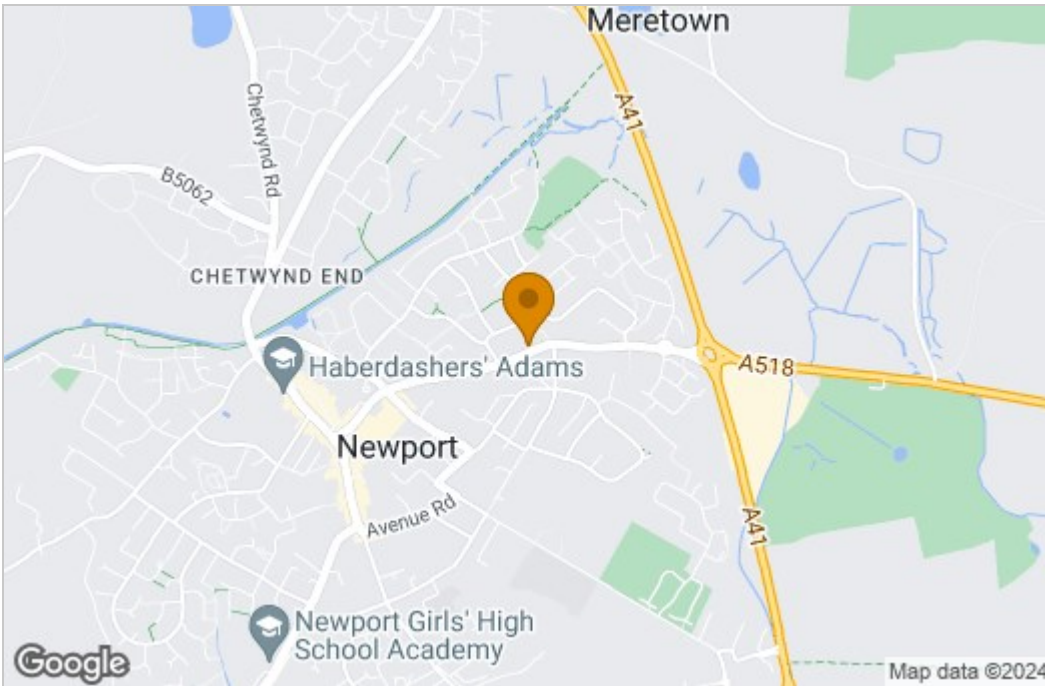 Meretown
A41
Chetwynd Rd
B5062
CHETWYND END
A518
Haberdashers' Adams
Newport
Avenue Rd
A41
Newport Girls' High
School Academy
Google
Map data ©2024